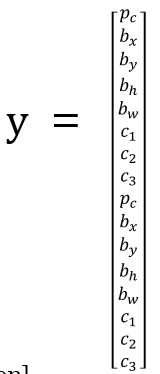 y = [
p_c
b_x
b_y
b_h
b_w
c_1
c_2
c_3
p_c
b_x
b_y
b_h
b_w
c_1
c_2
c_3
]